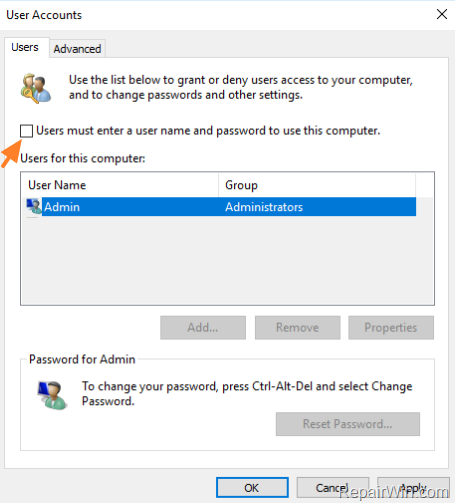 User Accounts
Users
Advanced
Use the list below to grant or deny users access to your computer,
and to change passwords and other settings.
Users must enter a user name and password to use this computer.
Users for this computer:
User Name Group
Admin Administrators
Add... Remove Properties
Password for Admin
To change your password, press Ctrl-Alt-Del and select Change
Password.
Reset Password...
OK Cancel Apply
RepairWin.com